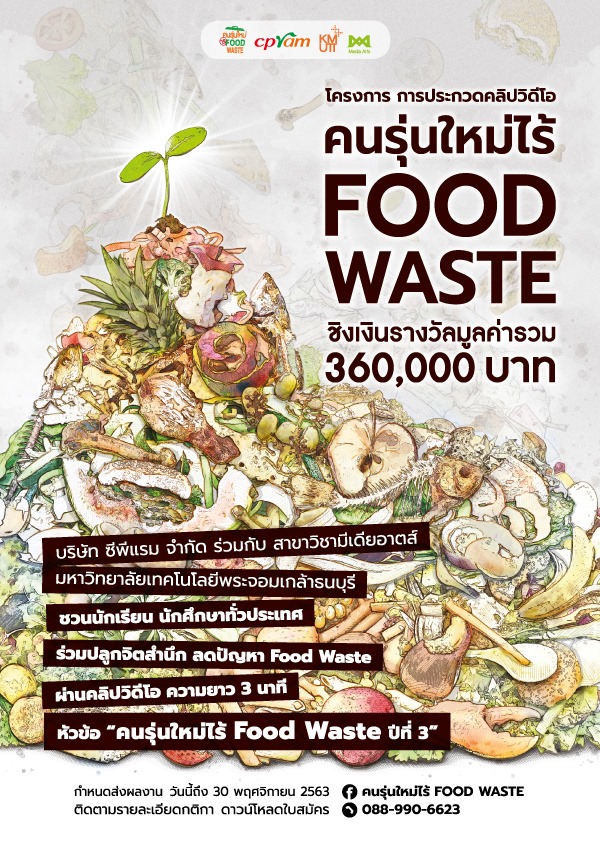 คนรุ่นใหม่
ไร้FOOD
WASTE
cpram
KM
UTT
Media Arts
โครงการ การประกวดคลิปวิดีโอ
คนรุ่นใหม่ไร้
FOOD
WASTE
ชิงเงินรางวัลมูลค่ารวม
360,000 บาท
บริษัท ซีพีแรม จำกัด ร่วมกับ สาขาวิชามีเดียอาตส์
มหาวิทยาลัยเทคโนโลยีพระจอมเกล้าธนบุรี
ชวนนักเรียน นักศึกษาทั่วประเทศ
ร่วมปลูกจิตสำนึก ลดปัญหา Food Waste
ผ่านคลิปวิดีโอ ความยาว 3 นาที
หัวข้อ “คนรุ่นใหม่ไร้ Food Waste ปีที่ 3”
กำหนดส่งผลงาน วันนี้ถึง 30 พฤศจิกายน 2563
คนรุ่นใหม่ไร้ FOOD WASTE
ติดตามรายละเอียดกติกา ดาวน์โหลดใบสมัคร
088-990-6623